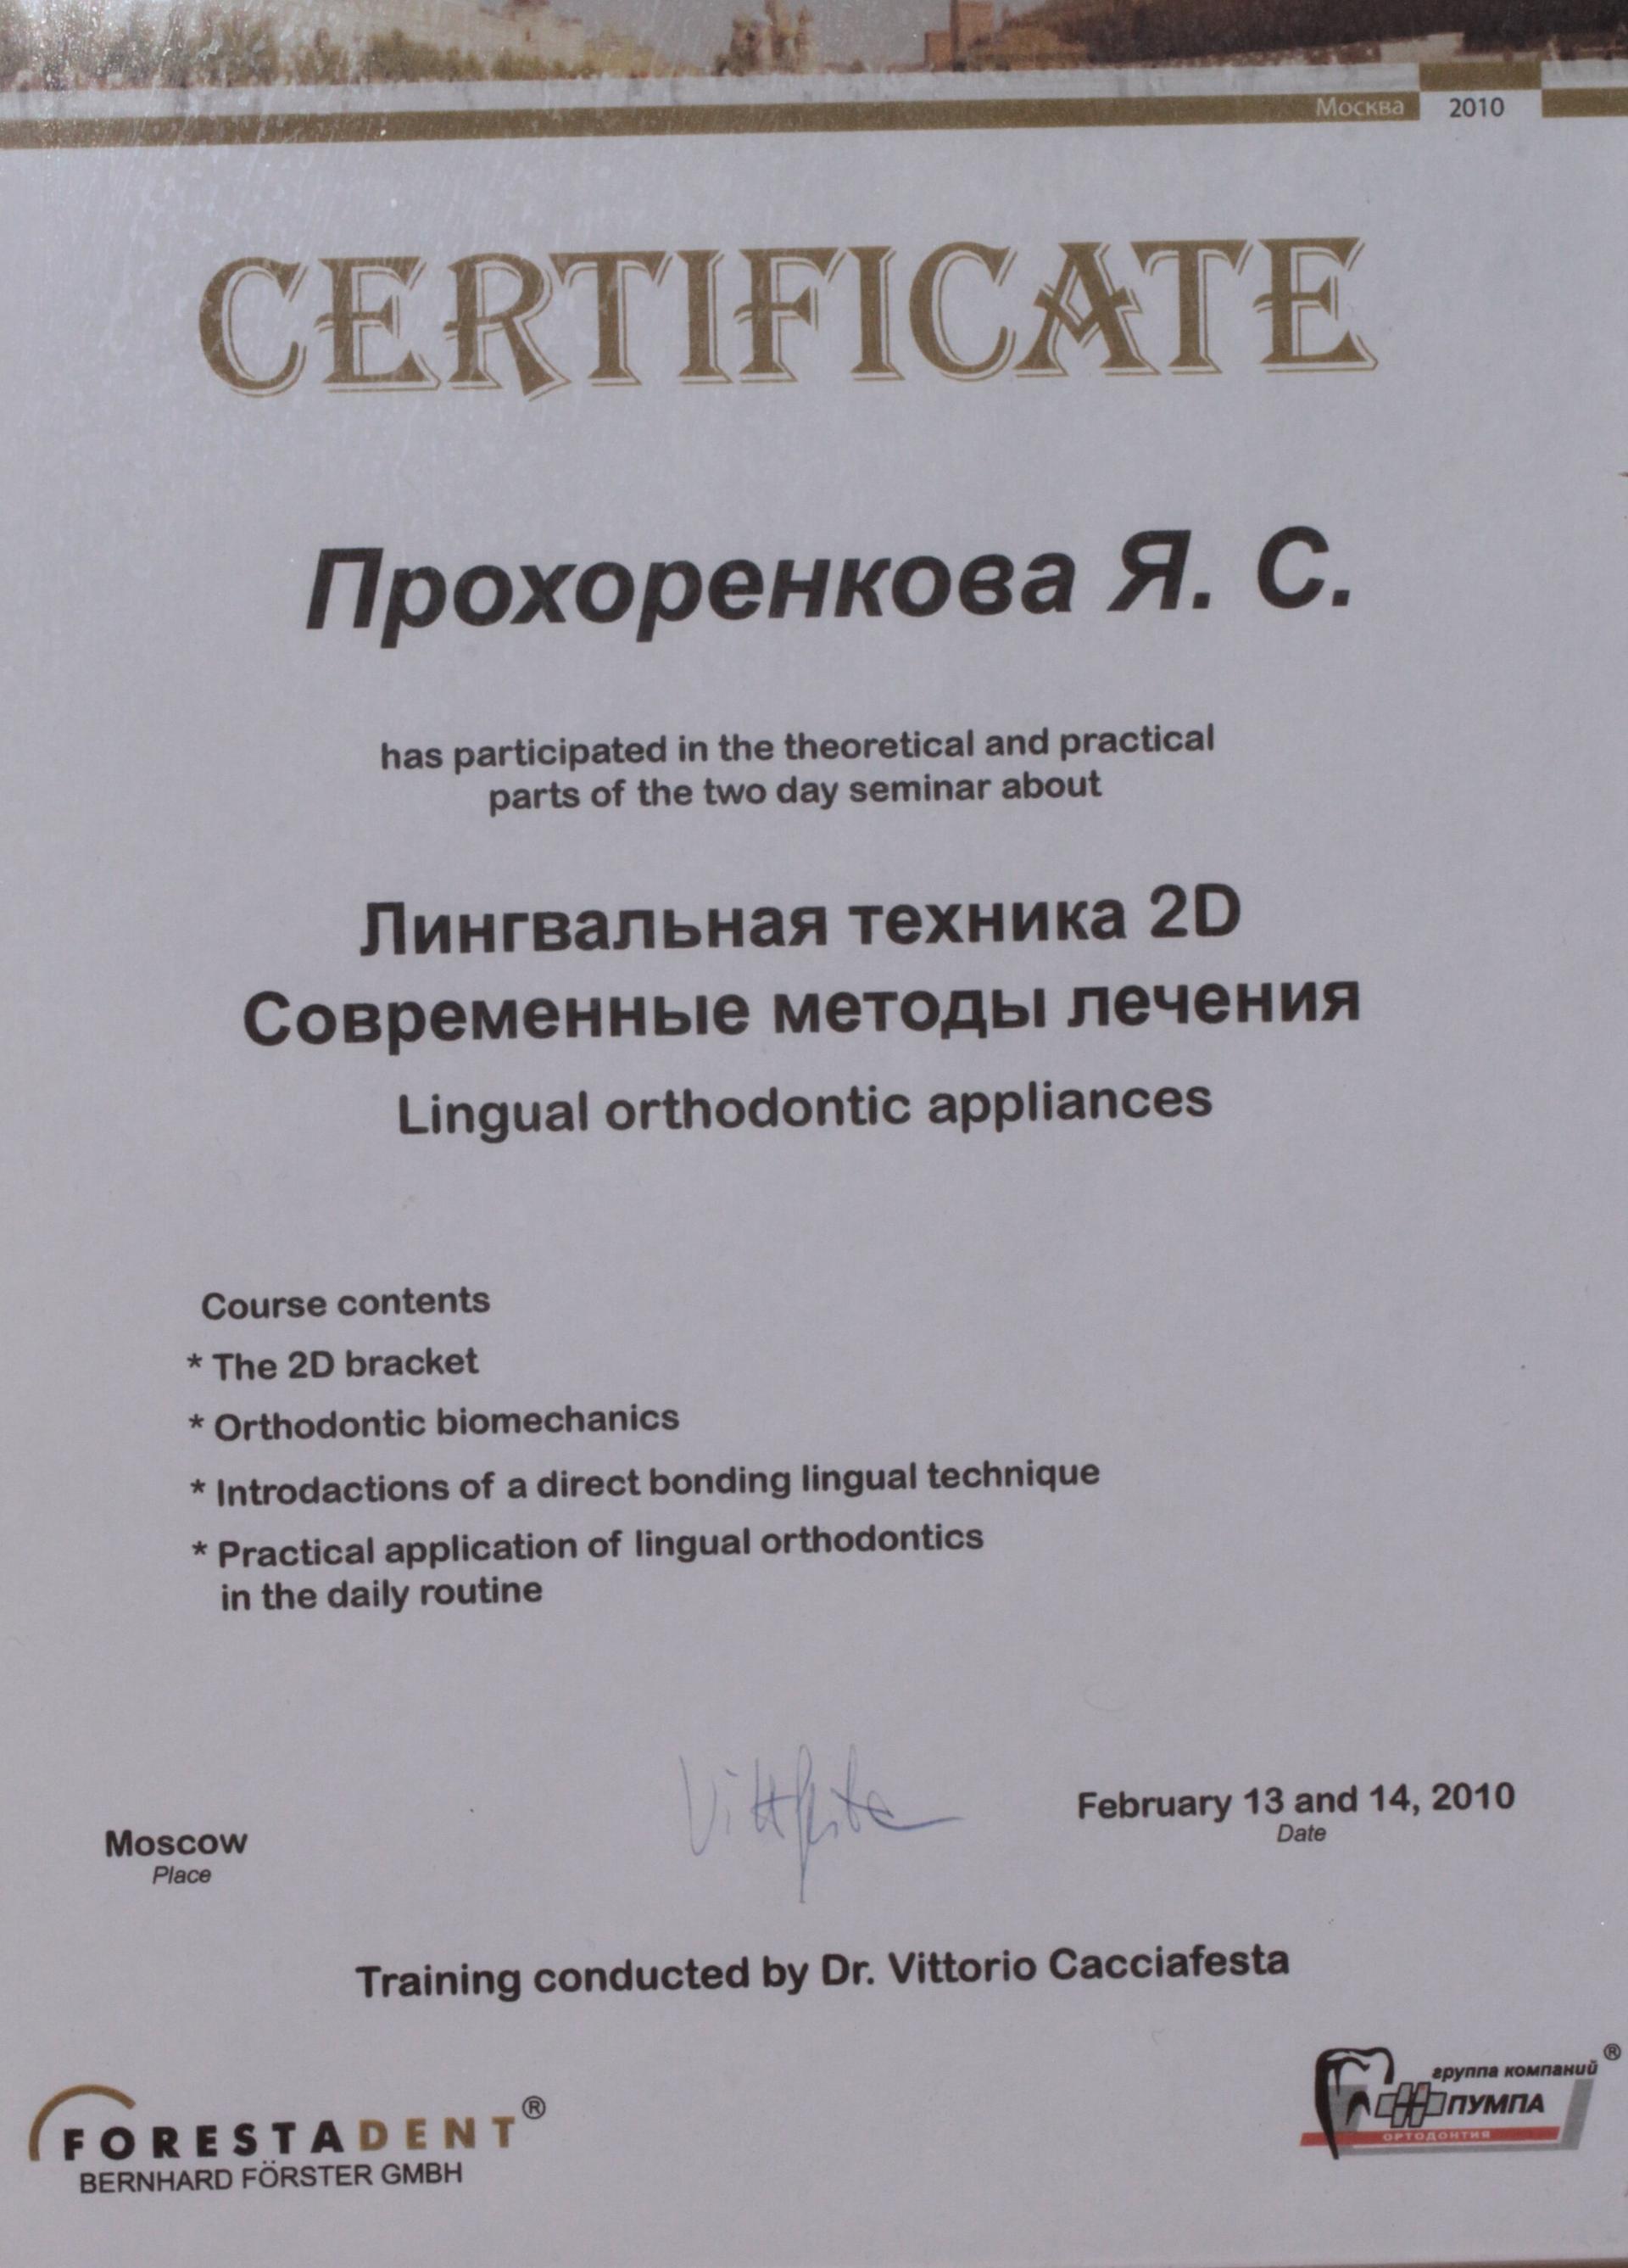 Москва 2010
CERTIFICATE
Прохоренкова Я. С.
has participated in the theoretical and practical
parts of the two day seminar about
Лингвальная техника 2D
Современные методы лечения
Lingual orthodontic appliances
Course contents
* The 2D bracket
* Orthodontic biomechanics
* Introdactions of a direct bonding lingual technique
* Practical application of lingual orthodontics
in the daily routine
Moscow
Place
February 13 and 14, 2010
Date
Training conducted by Dr. Vittorio Cacciafesta
FORESTADENT®
BERNHARD FÖRSTER GMBH
группа компаний ®
ПУМПА
ОРТОДОНТИЯ